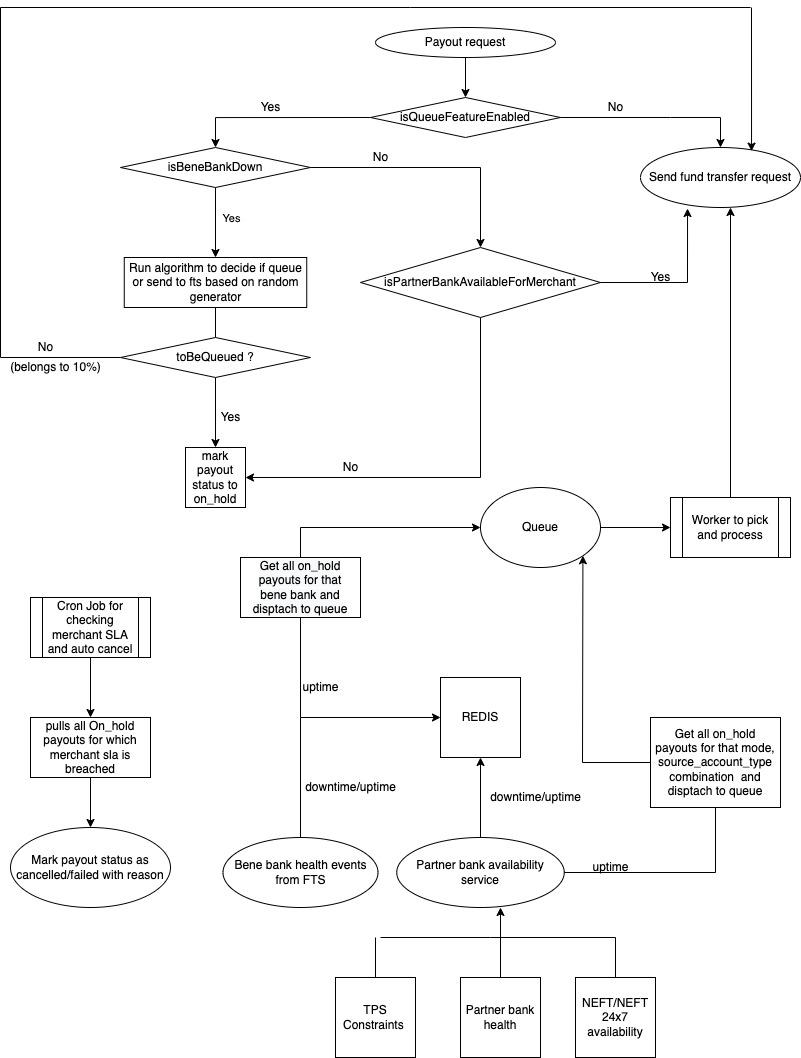 Payout request
isQueueFeatureEnabled
Yes
No
isBeneBankDown
No
Send fund transfer request
Yes
Run algorithm to decide if queue
or send to fts based on random
generator
isPartnerBankAvailableForMerchant
Yes
No
(belongs to 10%)
toBeQueued ?
Yes
mark
payout
status to
on_hold
No
Queue
Worker to pick
and process
Get all on_hold
payouts for that
bene bank and
disptach to queue
Cron Job for
checking
merchant SLA
and auto cancel
uptime
REDIS
pulls all On_hold
payouts for which
merchant sla is
breached
Get all on_hold
payouts for that mode,
source_account_type
combination and
disptach to queue
downtime/uptime
downtime/uptime
Mark payout status as
cancelled/failed with reason
Bene bank health events
from FTS
Partner bank availability
service
uptime
TPS
Constraints
Partner bank
health
NEFT/NEFT
24x7
availability